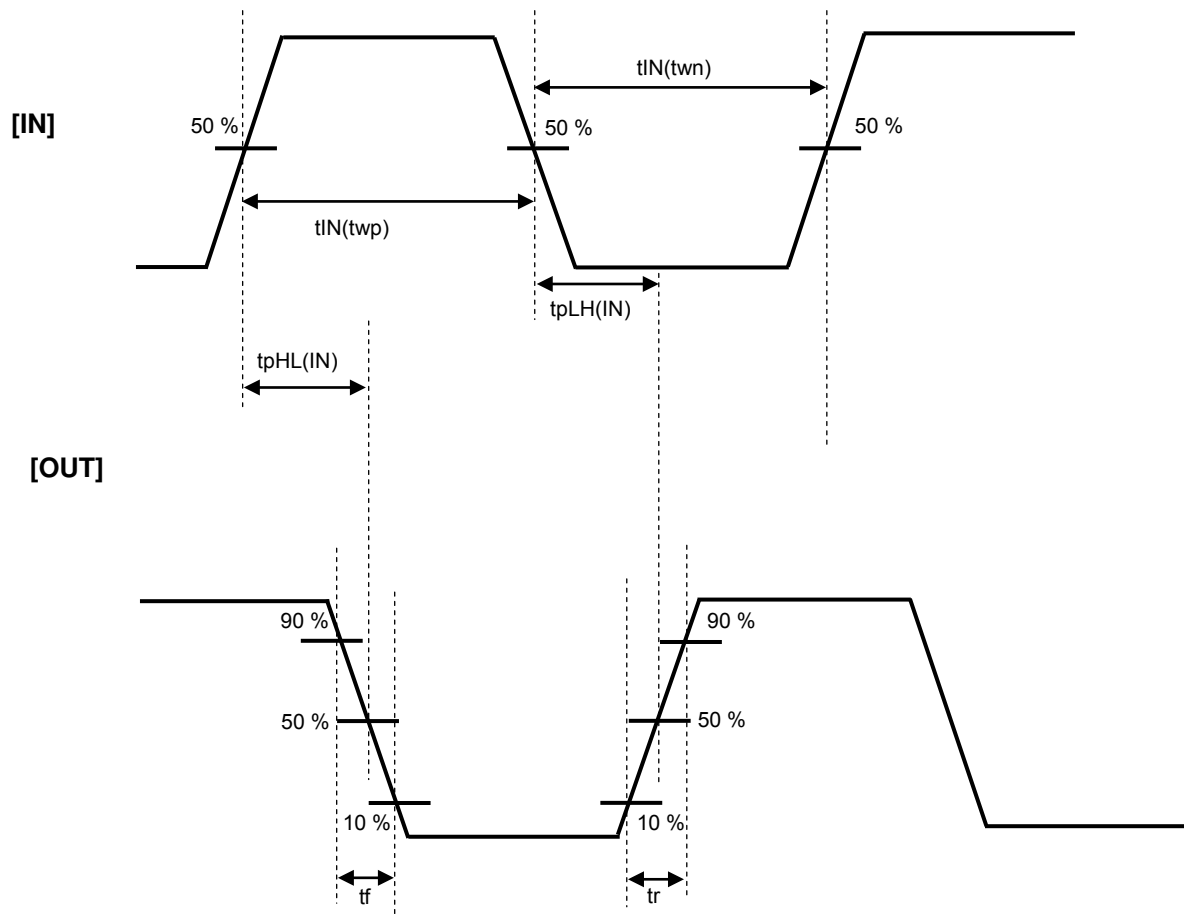 tIN(twn)
[IN]
50 %
50 %
50 %
tIN(twp)
tpLH(IN)
tpHL(IN)
[OUT]
90 %
90 %
50 %
50 %
10 %
10 %
tf
tr